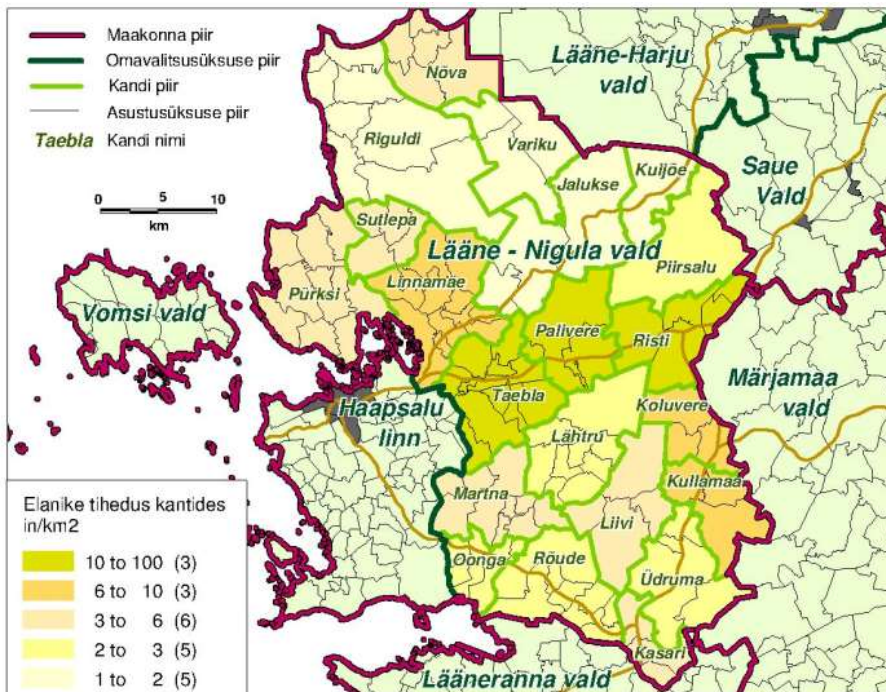 Maakonna piir
Omavalitsusüksuse piir
Kandi piir
Asustusüksuse piir
Taebla Kandi nimi
0 5 10
km
Lääne-Harju
vald
Nõva
Riguldi
Variku
Jalukse
Kuijõe
Saue
Vald
Sutlepa
Lääne - Nigula vald
Piirsalu
Pürksi
Linnamäe
Vormsi vald
Palivere
Risti
Märjamaa
vald
Taebla
Haapsalu
linn
Koluvere
Lähtru
Kullamaa
Martna
Liivi
Oonga
Rõude
Üdruma
Kasari
Lääneranna vald
Elanike tihedus kantides
in/km2
10 to 100 (3)
6 to 10 (3)
3 to 6 (6)
2 to 3 (5)
1 to 2 (5)